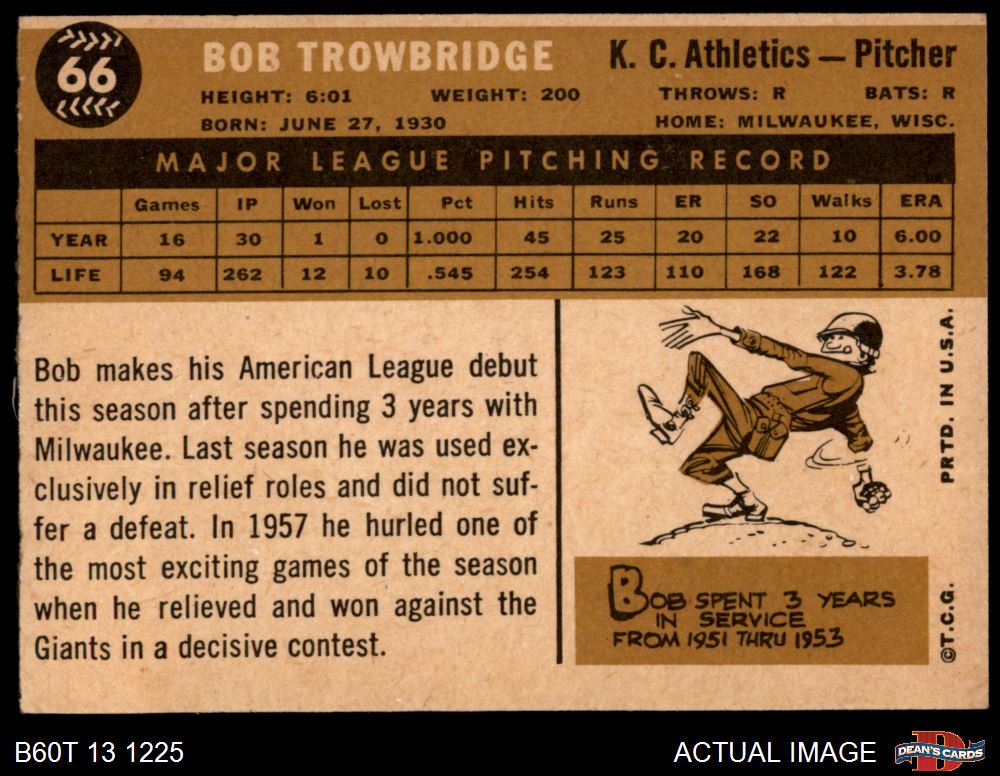 66
BOB TROWBRIDGE
K. C. Athletics — Pitcher
HEIGHT: 6:01 WEIGHT: 200 THROWS: R BATS: R
BORN: JUNE 27, 1930 HOME: MILWAUKEE, WISC.
MAJOR LEAGUE PITCHING RECORD
Games IP Won Lost Pct Hits Runs ER SO Walks ERA
YEAR 16 30 1 0 1.000 45 25 20 22 10 6.00
LIFE 94 262 12 10 .545 254 123 110 168 122 3.78
Bob makes his American League debut
this season after spending 3 years with
Milwaukee. Last season he was used ex-
clusively in relief roles and did not suf-
fer a defeat. In 1957 he hurled one of
the most exciting games of the season
when he relieved and won against the
Giants in a decisive contest.
BOB SPENT 3 YEARS
IN SERVICE
FROM 1951 THRU 1953
©T.C.G. PRTD. IN U.S.A.
B60T 13 1225
ACTUAL IMAGE
D
DEAN'S CARDS